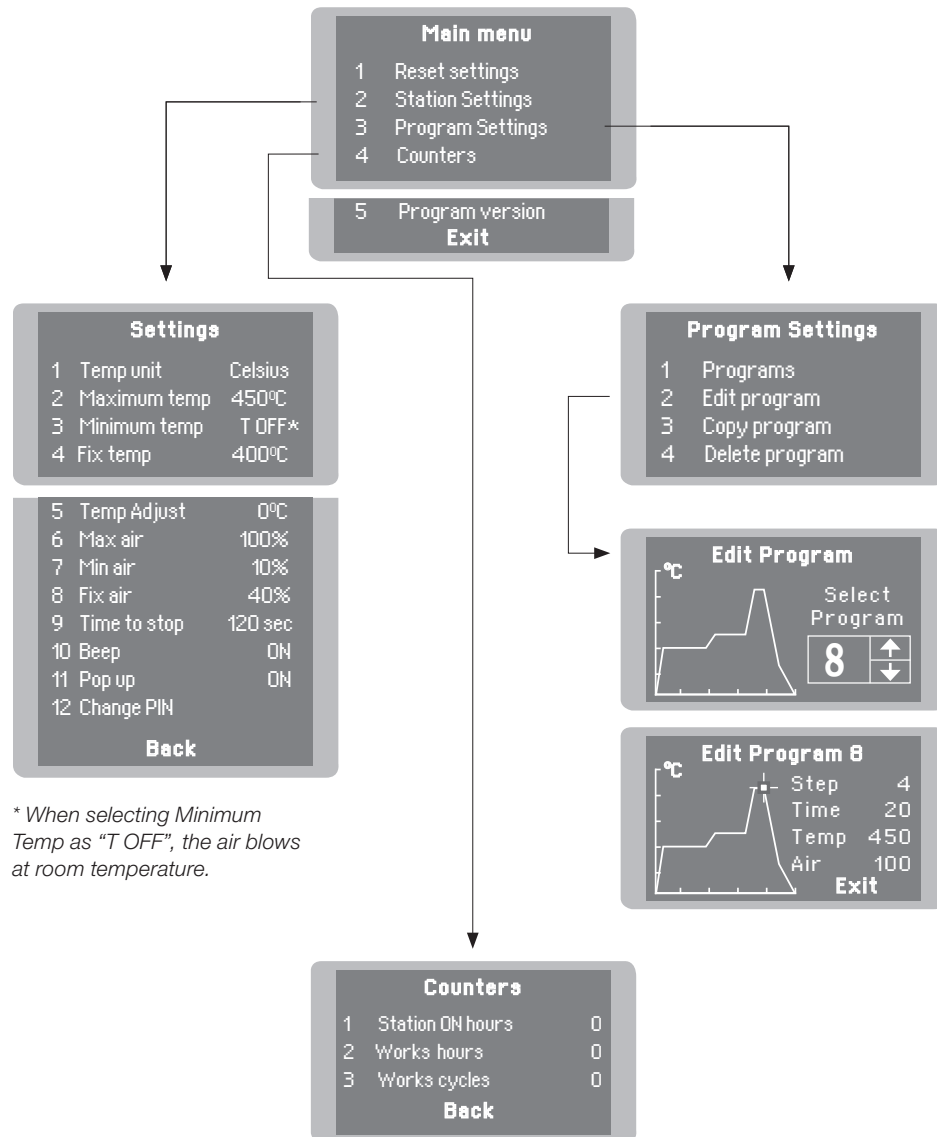 Main menu
1 Reset settings
2 Station Settings
3 Program Settings
4 Counters
5 Program version
Exit
Settings
1 Temp unit Celsius
2 Maximum temp 450ºC
3 Minimum temp T OFF*
4 Fix temp 400ºC
5 Temp Adjust 0ºC
6 Max air 100%
7 Min air 10%
8 Fix air 40%
9 Time to stop 120 sec
10 Beep ON
11 Pop up ON
12 Change PIN
Back
* When selecting Minimum
Temp as “T OFF”, the air blows
at room temperature.
Program Settings
1 Programs
2 Edit program
3 Copy program
4 Delete program
Edit Program
ºC
Select
Program
8
Edit Program 8
ºC
Step 4
Time 20
Temp 450
Air 100
Exit
Counters
1 Station ON hours 0
2 Works hours 0
3 Works cycles 0
Back